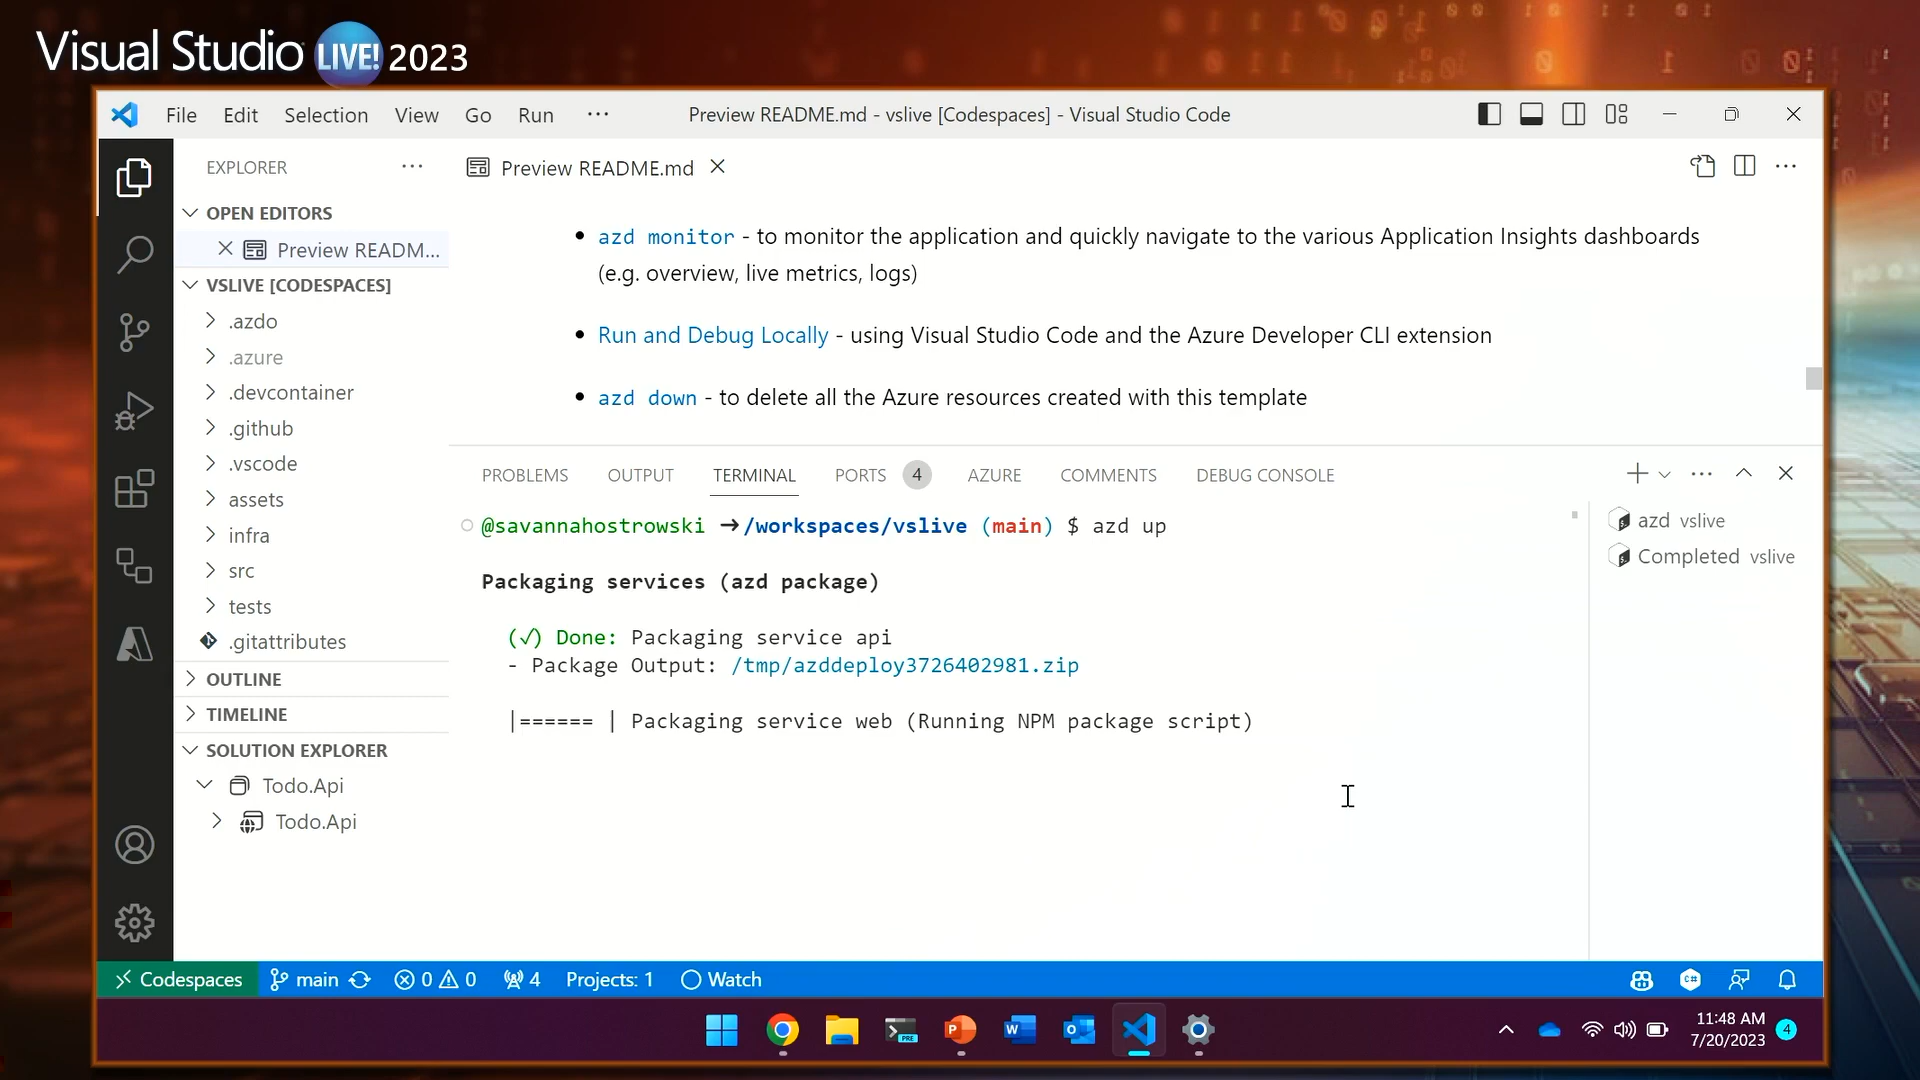 Visual Studio LIVE! 2023
File Edit Selection View Go Run ··· Preview README.md - vslive [Codespaces] - Visual Studio Code
EXPLORER ···
Preview README.md
OPEN EDITORS
Preview READM...
VSLIVE [CODESPACES]
.azdo
.azure
.devcontainer
.github
.vscode
assets
infra
src
tests
.gitattributes
OUTLINE
TIMELINE
SOLUTION EXPLORER
Todo.Api
Todo.Api
• azd monitor - to monitor the application and quickly navigate to the various Application Insights dashboards
(e.g. overview, live metrics, logs)
• Run and Debug Locally - using Visual Studio Code and the Azure Developer CLI extension
• azd down - to delete all the Azure resources created with this template
PROBLEMS OUTPUT TERMINAL PORTS 4 AZURE COMMENTS DEBUG CONSOLE
@savannahostrowski →/workspaces/vslive (main) $ azd up
Packaging services (azd package)
(✓) Done: Packaging service api
- Package Output: /tmp/azddeploy3726402981.zip
|====== | Packaging service web (Running NPM package script)
azd vslive
Completed vslive
Codespaces main 0 0 4 Projects: 1 Watch
C#
PRE P W O
11:48 AM
7/20/2023
4